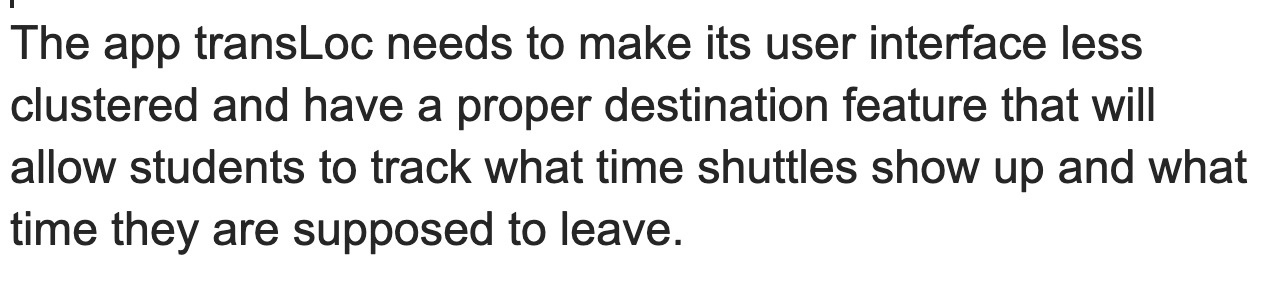 The app transLoc needs to make its user interface less
clustered and have a proper destination feature that will
allow students to track what time shuttles show up and what
time they are supposed to leave.